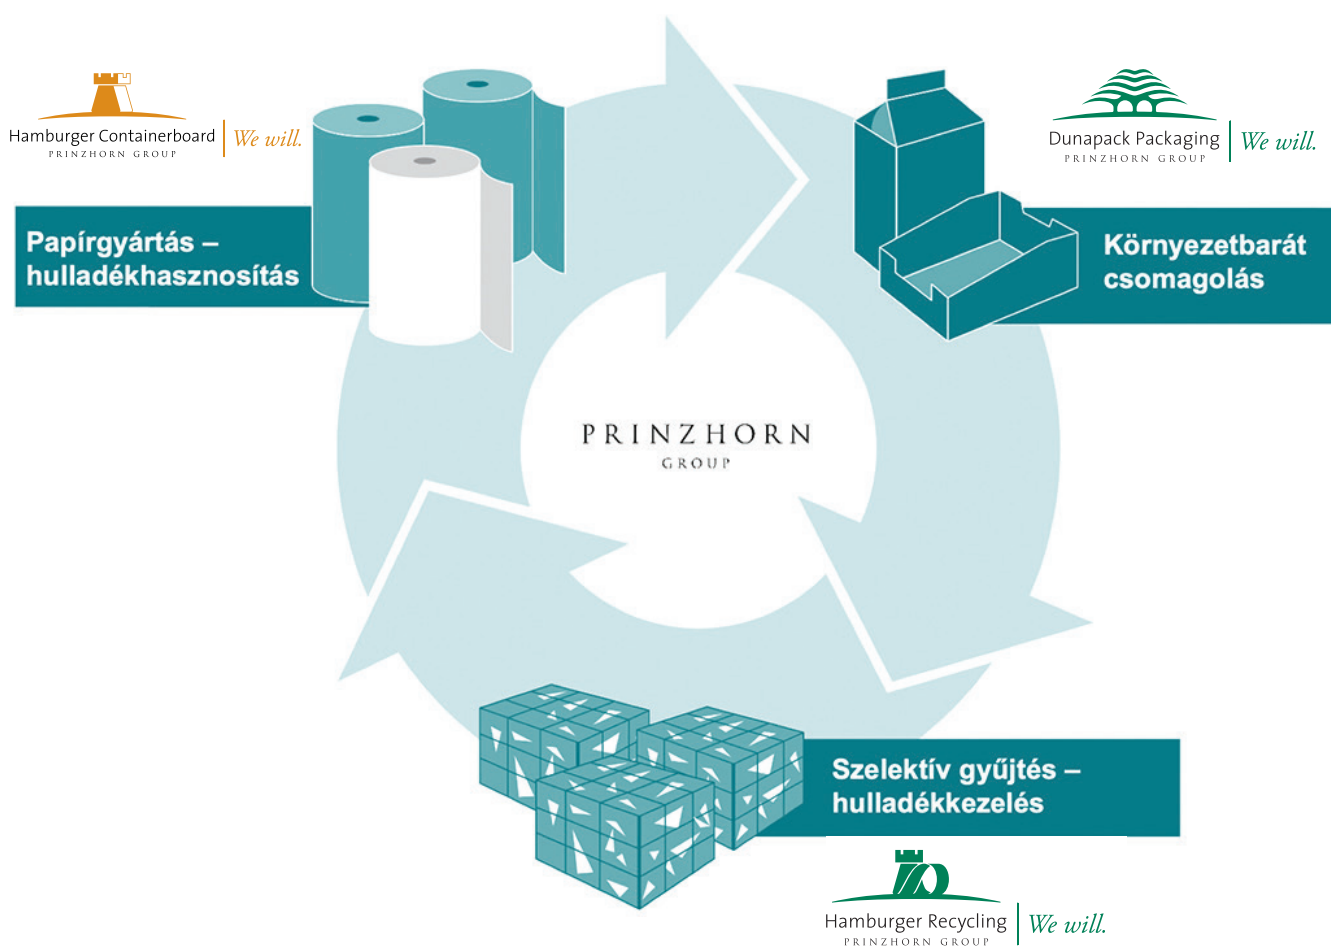 Hamburger Containerboard
PRINZHORN GROUP
We will.
Papírgyártás –
hulladékhasznosítás
Dunapack Packaging
PRINZHORN GROUP
We will.
Környezetbarát
csomagolás
PRINZHORN
GROUP
Szelektív gyűjtés –
hulladékkezelés
Hamburger Recycling
PRINZHORN GROUP
We will.